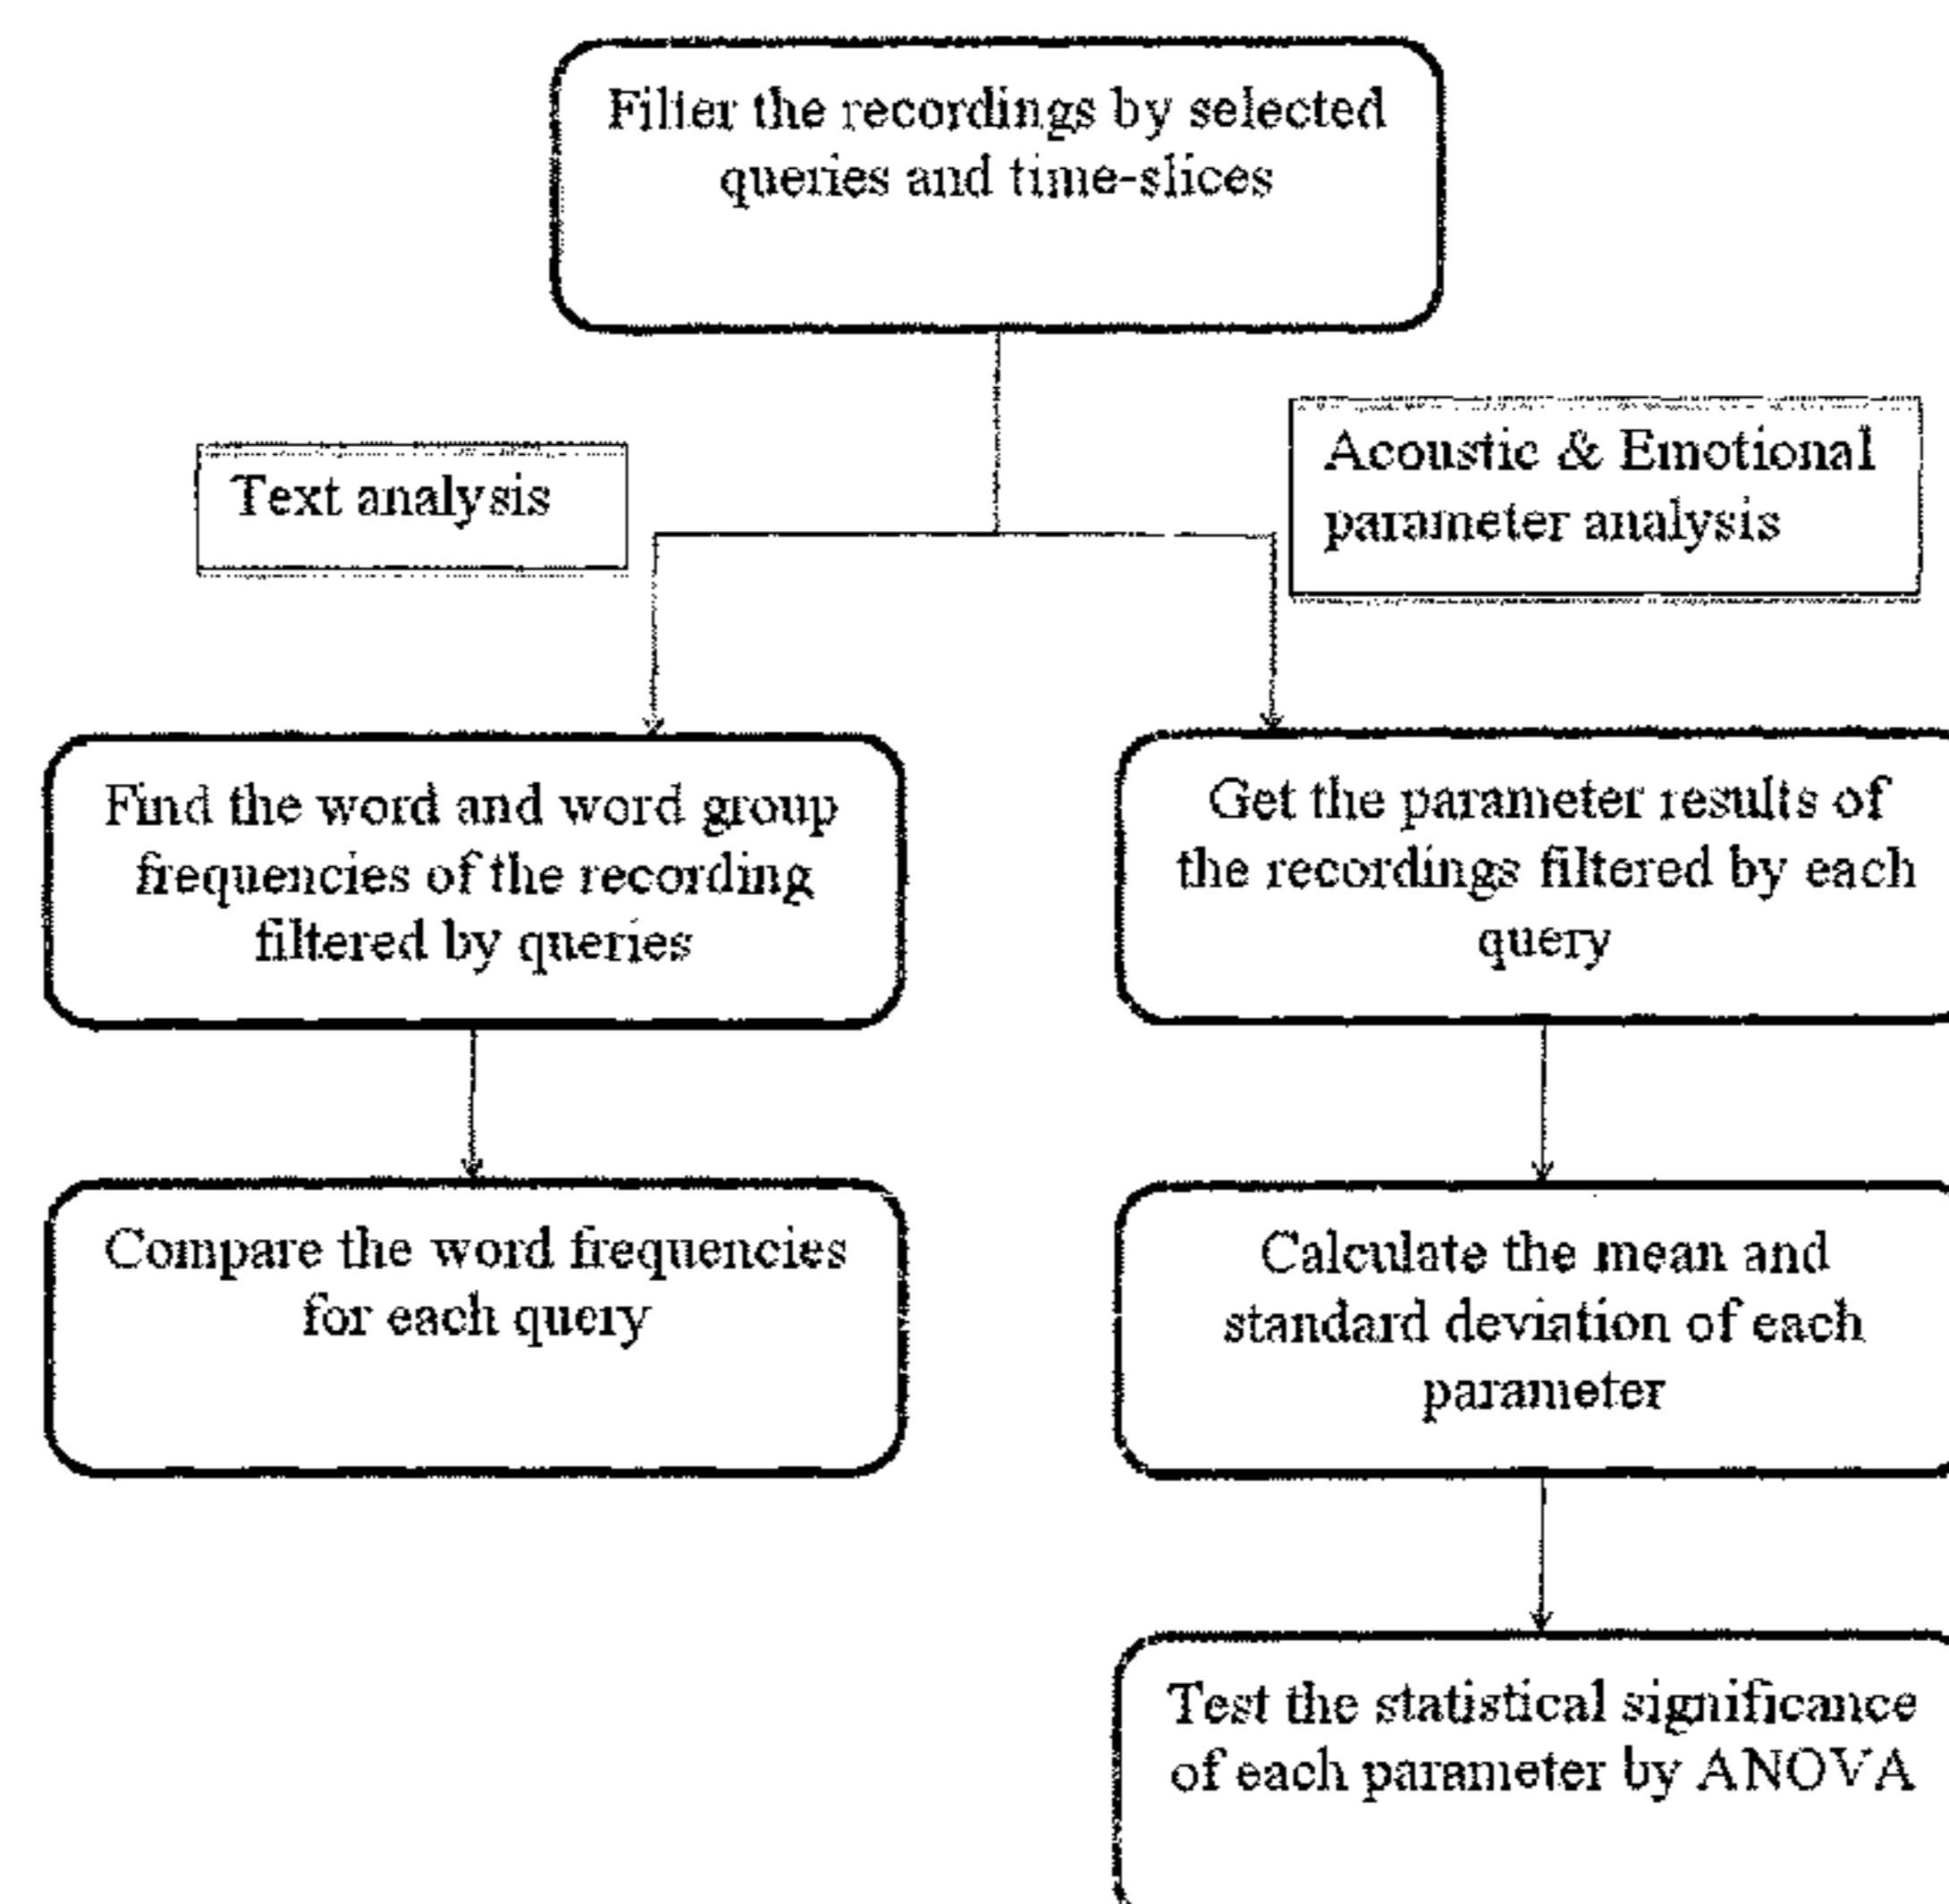 Filter the recordings by selected
queries and time-slices
Text analysis
Acoustic & Emotional
parameter analysis
Find the word and word group
frequencies of the recording
filtered by queries
Get the parameter results of
the recordings filtered by each
query
Compare the word frequencies
for each query
Calculate the mean and
standard deviation of each
parameter
Test the statistical significance
of each parameter by ANOVA